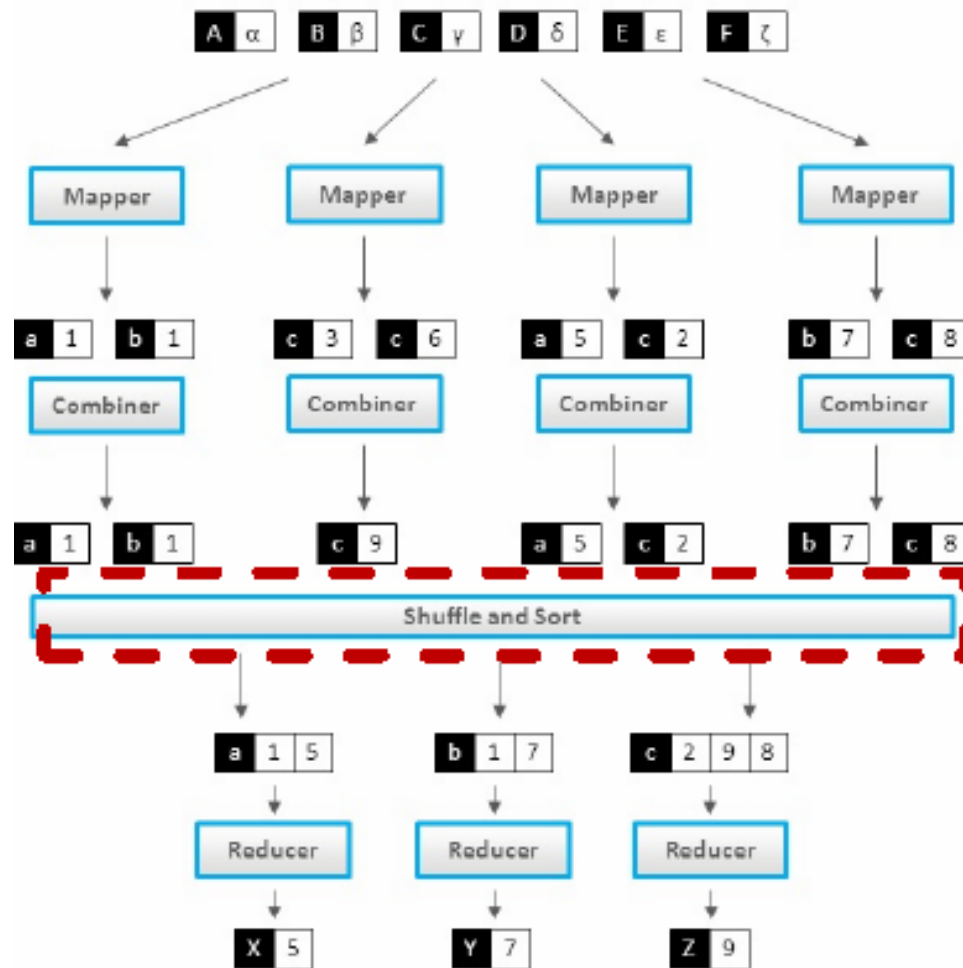 A α B β C γ D δ E ε F ζ
Mapper Mapper Mapper Mapper
a 1 b 1 c 3 c 6 a 5 c 2 b 7 c 8
Combiner Combiner Combiner Combiner
a 1 b 1 c 9 a 5 c 2 b 7 c 8
Shuffle and Sort
a 1 5 b 1 7 c 2 9 8
Reducer Reducer Reducer
X 5 Y 7 Z 9